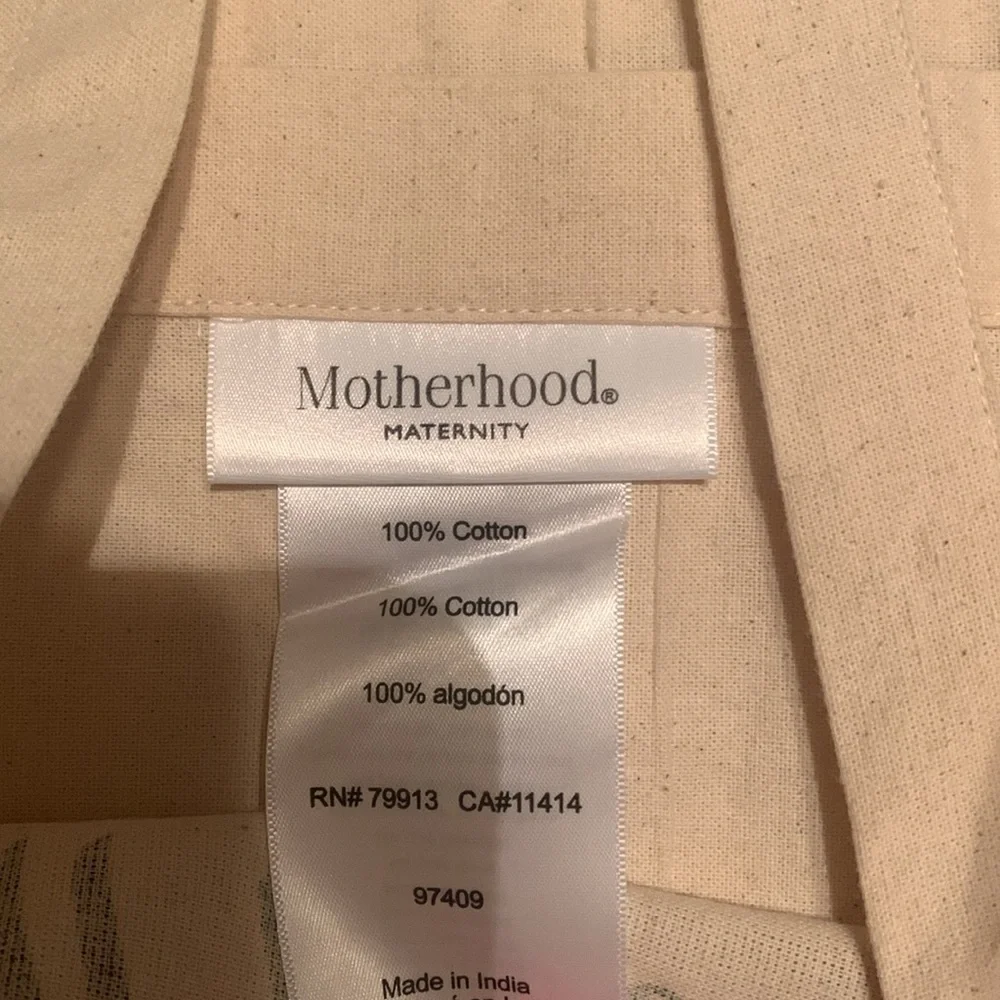 Motherhood®
MATERNITY
100% Cotton
100% Cotton
100% algodón
RN# 79913 CA#11414
97409
Made in India